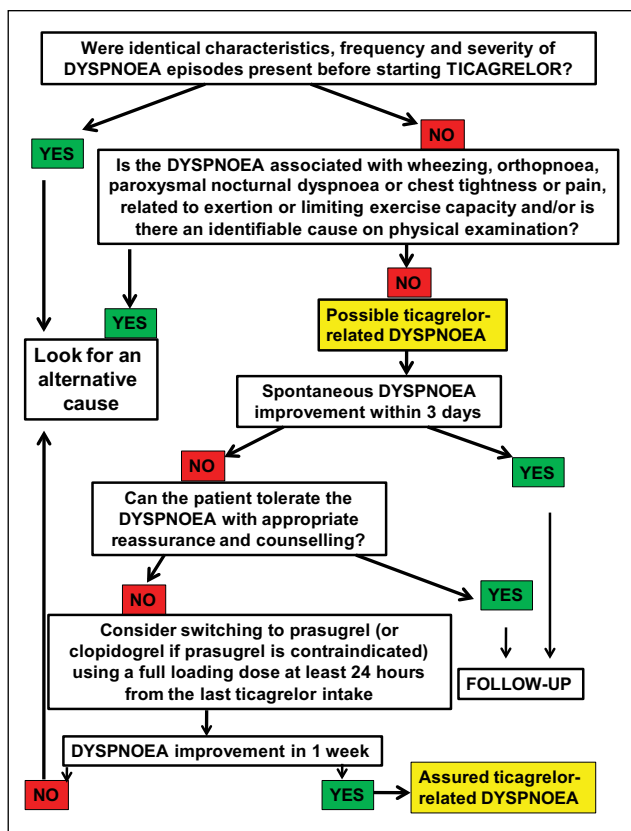 Were identical characteristics, frequency and severity of
DYSPNOEA episodes present before starting TICAGRELOR?
YES
NO
Is the DYSPNOEA associated with wheezing, orthopnoea,
paroxysmal nocturnal dyspnoea or chest tightness or pain,
related to exertion or limiting exercise capacity and/or is
there an identifiable cause on physical examination?
NO
YES
Possible ticagrelor-
related DYSPNOEA
Look for an
alternative
cause
Spontaneous DYSPNOEA
improvement within 3 days
NO
YES
Can the patient tolerate the
DYSPNOEA with appropriate
reassurance and counselling?
NO
YES
Consider switching to prasugrel (or
clopidogrel if prasugrel is contraindicated)
using a full loading dose at least 24 hours
from the last ticagrelor intake
FOLLOW-UP
DYSPNOEA improvement in 1 week
NO
YES
Assured ticagrelor-
related DYSPNOEA